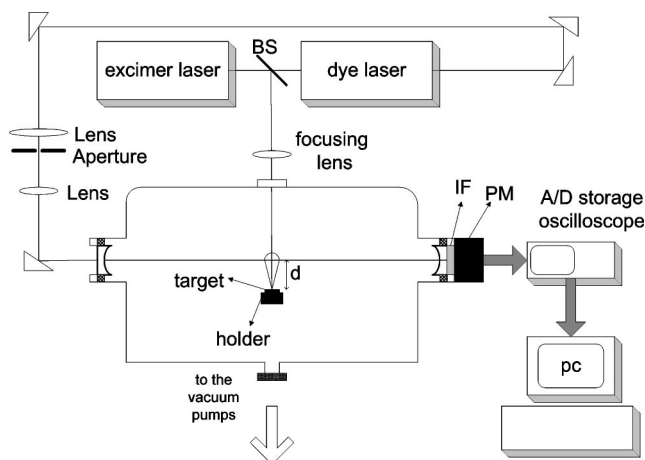 BS
excimer laser
dye laser
Lens
Aperture
Lens
focusing
lens
IF
PM
A/D storage
oscilloscope
target
d
holder
to the
vacuum
pumps
pc